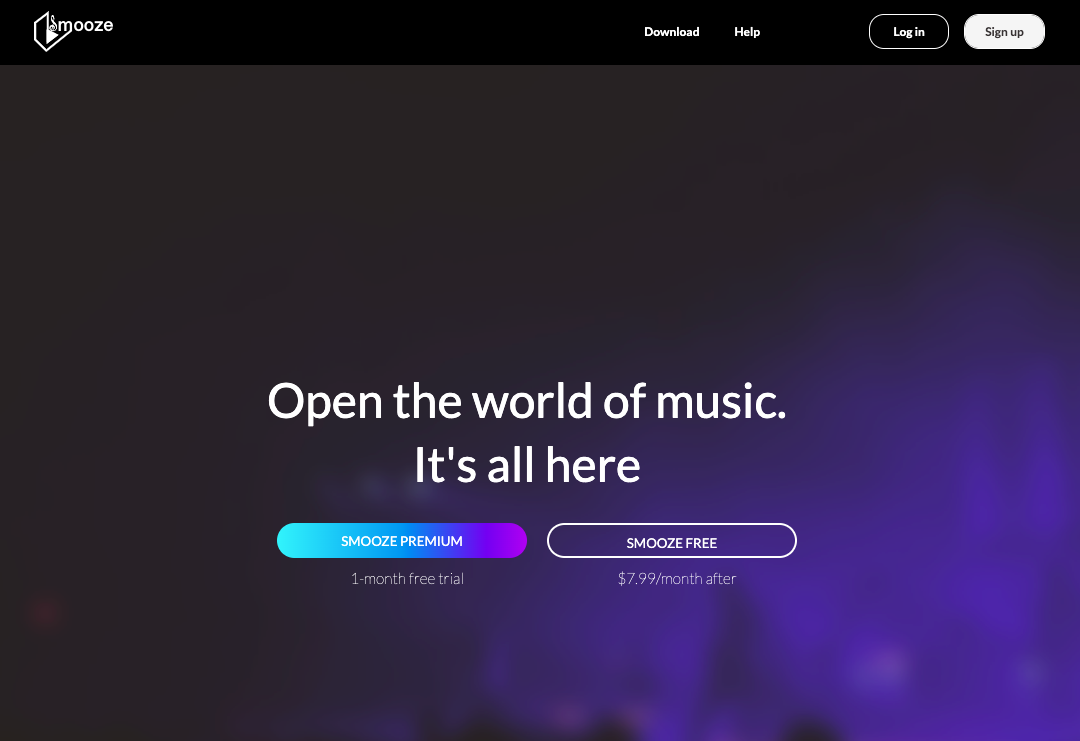 Smooze
Download
Help
Log in
Sign up
Open the world of music.
It's all here
SMOOZE PREMIUM
SMOOZE FREE
1-month free trial
$7.99/month after